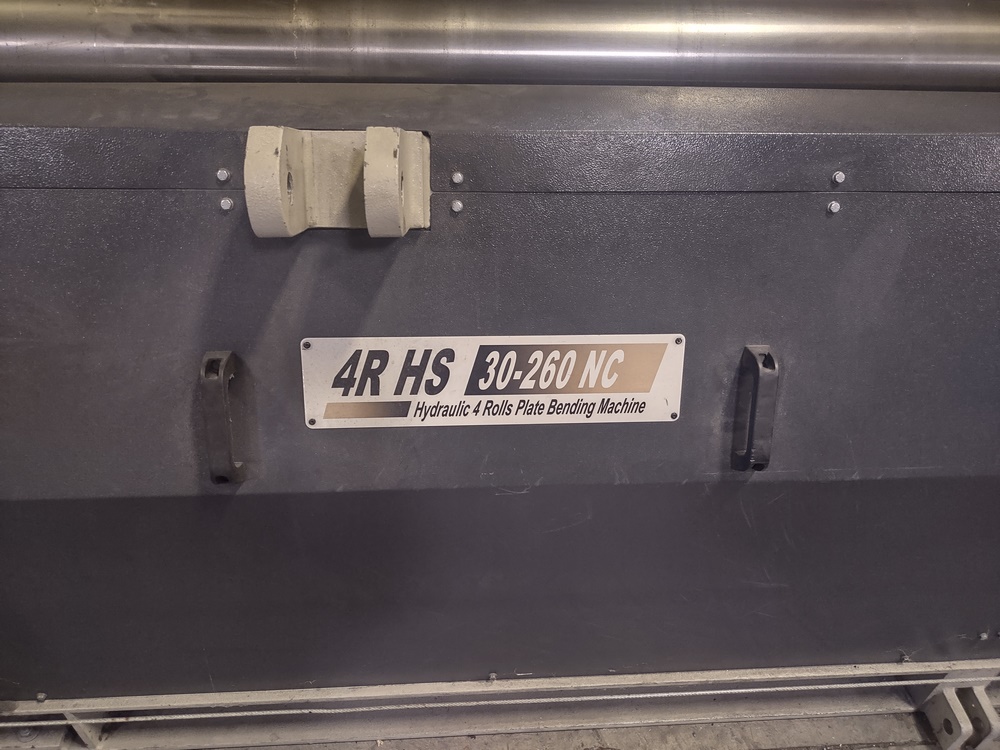 4R HS 30-260 NC
Hydraulic 4 Rolls Plate Bending Machine